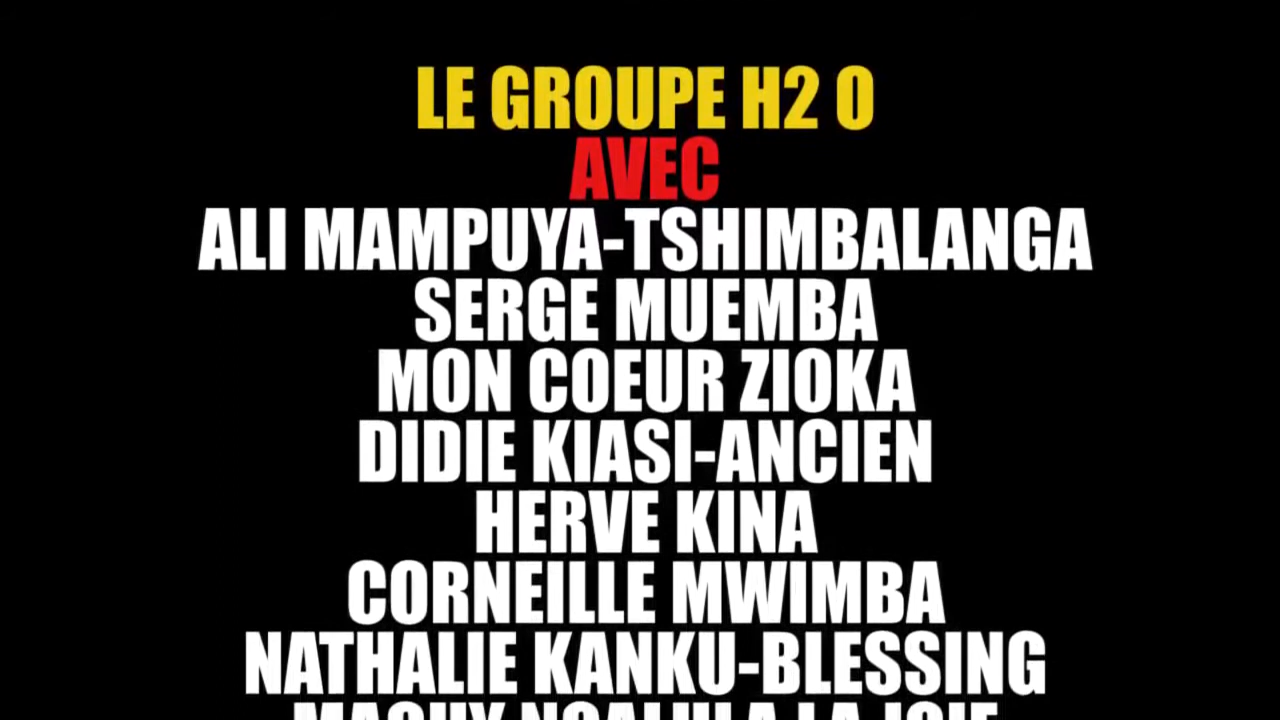 LE GROUPE H2 O
AVEC
ALI MAMPUYA-TSHIMBALANGA
SERGE MUEMBA
MON COEUR ZIOKA
DIDIE KIASI-ANCIEN
HERVE KINA
CORNEILLE MWIMBA
NATHALIE KANKU-BLESSING